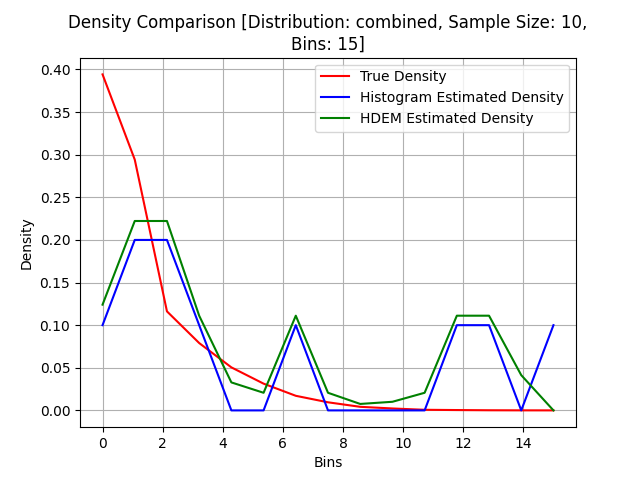 Density Comparison [Distribution: combined, Sample Size: 10,
Bins: 15]
True Density
Histogram Estimated Density
HDEM Estimated Density
Density
0.40
0.35
0.30
0.25
0.20
0.15
0.10
0.05
0.00
0 2 4 6 8 10 12 14
Bins